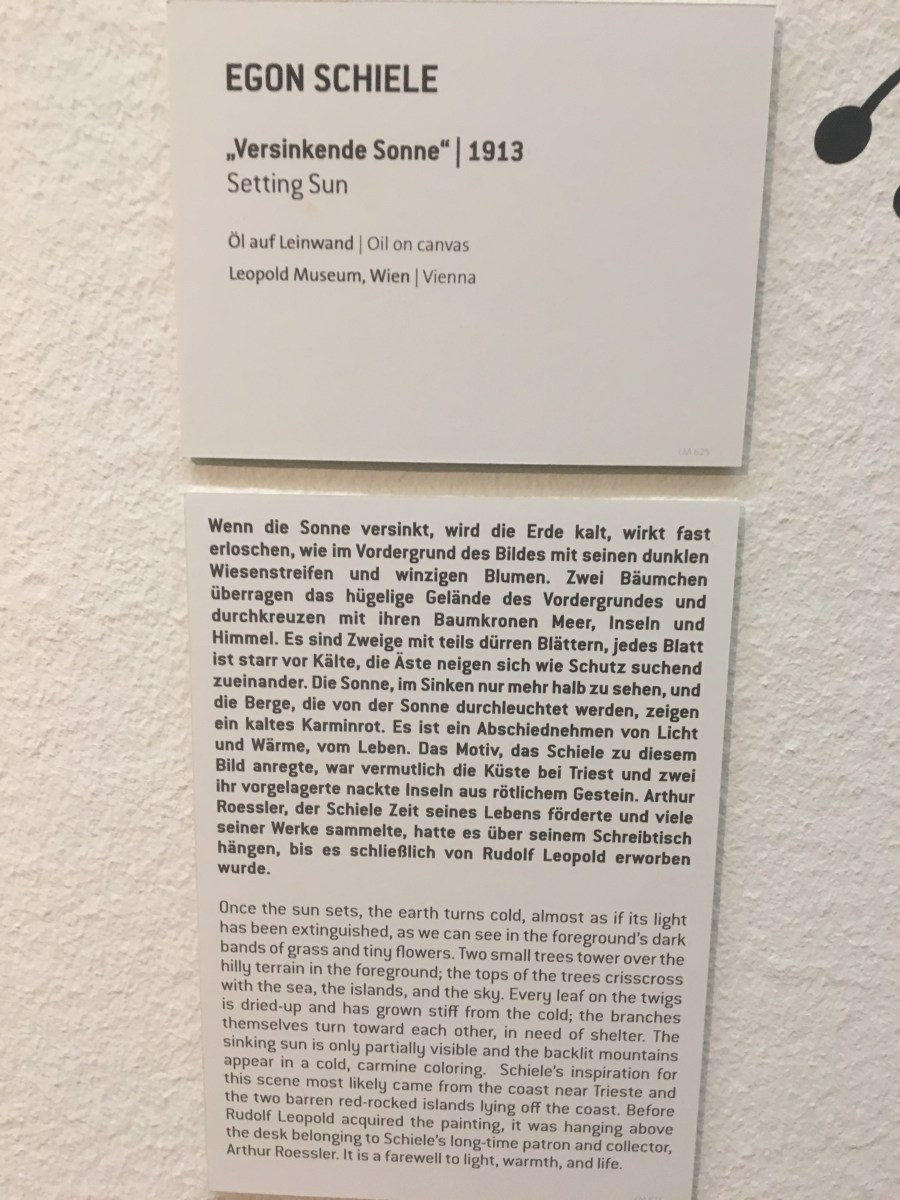 EGON SCHIELE
„Versinkende Sonne“ | 1913
Setting Sun
Öl auf Leinwand | Oil on canvas
Leopold Museum, Wien | Vienna
LM 625
Wenn die Sonne versinkt, wird die Erde kalt, wirkt fast
erloschen, wie im Vordergrund des Bildes mit seinen dunklen
Wiesenstreifen und winzigen Blumen. Zwei Bäumchen
überragen das hügelige Gelände des Vordergrundes und
durchkreuzen mit ihren Baumkronen Meer, Inseln und
Himmel. Es sind Zweige mit teils dürren Blättern, jedes Blatt
ist starr vor Kälte, die Äste neigen sich wie Schutz suchend
zueinander. Die Sonne, im Sinken nur mehr halb zu sehen, und
die Berge, die von der Sonne durchleuchtet werden, zeigen
ein kaltes Karminrot. Es ist ein Abschiednehmen von Licht
und Wärme, vom Leben. Das Motiv, das Schiele zu diesem
Bild anregte, war vermutlich die Küste bei Triest und zwei
ihr vorgelagerte nackte Inseln aus rötlichem Gestein. Arthur
Roessler, der Schiele Zeit seines Lebens förderte und viele
seiner Werke sammelte, hatte es über seinem Schreibtisch
hängen, bis es schließlich von Rudolf Leopold erworben
wurde.
Once the sun sets, the earth turns cold, almost as if its light
has been extinguished, as we can see in the foreground's dark
bands of grass and tiny flowers. Two small trees tower over the
hilly terrain in the foreground; the tops of the trees crisscross
with the sea, the islands, and the sky. Every leaf on the twigs
is dried-up and has grown stiff from the cold; the branches
themselves turn toward each other, in need of shelter. The
sinking sun is only partially visible and the backlit mountains
appear in a cold, carmine coloring. Schiele's inspiration for
this scene most likely came from the coast near Trieste and
the two barren red-rocked islands lying off the coast. Before
Rudolf Leopold acquired the painting, it was hanging above
the desk belonging to Schiele's long-time patron and collector,
Arthur Roessler. It is a farewell to light, warmth, and life.